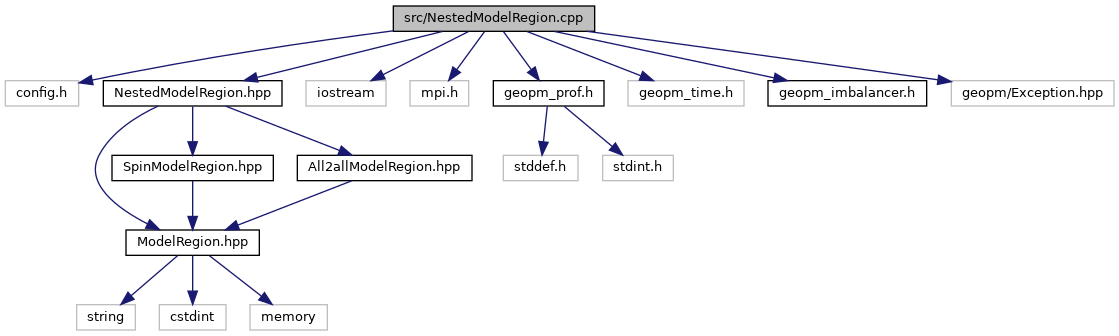 src/NestedModelRegion.cpp
config.h
NestedModelRegion.hpp
iostream
mpi.h
geopm_prof.h
geopm_time.h
geopm_imbalancer.h
geopm/Exception.hpp
SpinModelRegion.hpp
All2allModelRegion.hpp
stddef.h
stdint.h
ModelRegion.hpp
string
cstdint
memory